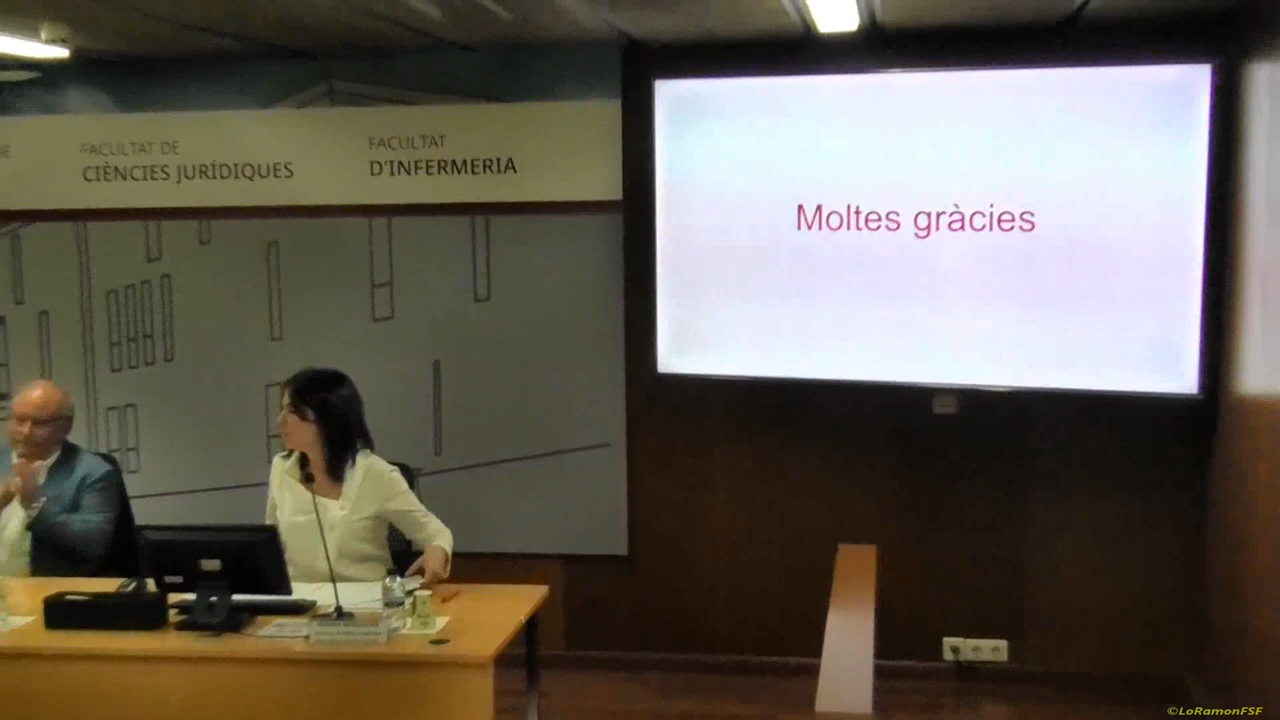 FACULTAT DE
CIÈNCIES JURÍDIQUES
FACULTAT
D'INFERMERIA
Moltes gràcies
©LoRamonFSF